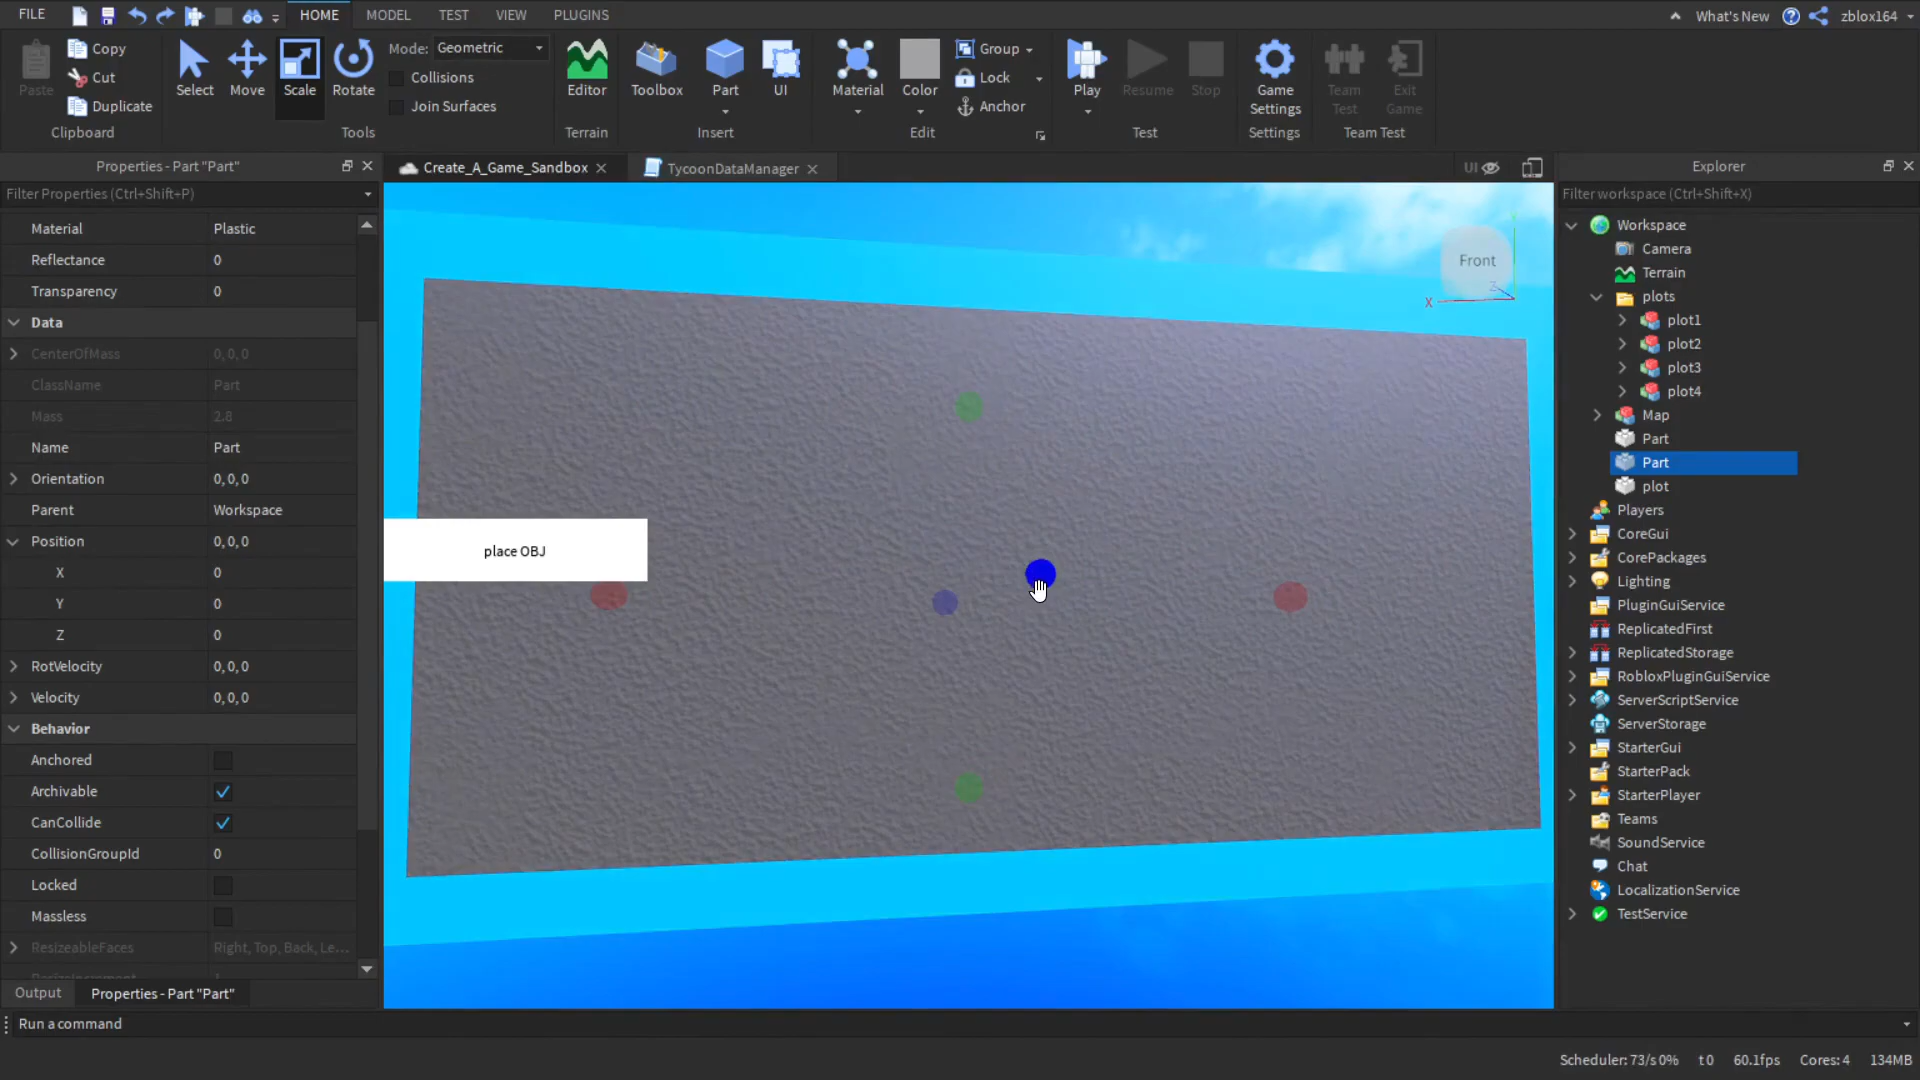 FILE
HOME
MODEL
TEST
VIEW
PLUGINS
What's New
zblox164
Paste
Copy
Cut
Duplicate
Clipboard
Select
Move
Scale
Rotate
Mode: Geometric
Collisions
Join Surfaces
Tools
Editor
Terrain
Toolbox
Part
UI
Insert
Material
Color
Group
Lock
Anchor
Edit
Play
Resume
Stop
Test
Game
Settings
Settings
Team
Test
Exit
Game
Team Test
Properties - Part "Part"
Filter Properties (Ctrl+Shift+P)
Material Plastic
Reflectance 0
Transparency 0
Data
CenterOfMass 0, 0, 0
ClassName Part
Mass 2.8
Name Part
Orientation 0, 0, 0
Parent Workspace
Position 0, 0, 0
X 0
Y 0
Z 0
RotVelocity 0, 0, 0
Velocity 0, 0, 0
Behavior
Anchored
Archivable
CanCollide
CollisionGroupId 0
Locked
Massless
ResizeableFaces Right, Top, Back, Le...
Output
Properties - Part "Part"
Run a command
Create_A_Game_Sandbox
TycoonDataManager
UI
Front
X
Z
place OBJ
Explorer
Filter workspace (Ctrl+Shift+X)
Workspace
Camera
Terrain
plots
plot1
plot2
plot3
plot4
Map
Part
Part
plot
Players
CoreGui
CorePackages
Lighting
PluginGuiService
ReplicatedFirst
ReplicatedStorage
RobloxPluginGuiService
ServerScriptService
ServerStorage
StarterGui
StarterPack
StarterPlayer
Teams
SoundService
Chat
LocalizationService
TestService
Scheduler: 73/s 0% t 0 60.1fps Cores: 4 134MB